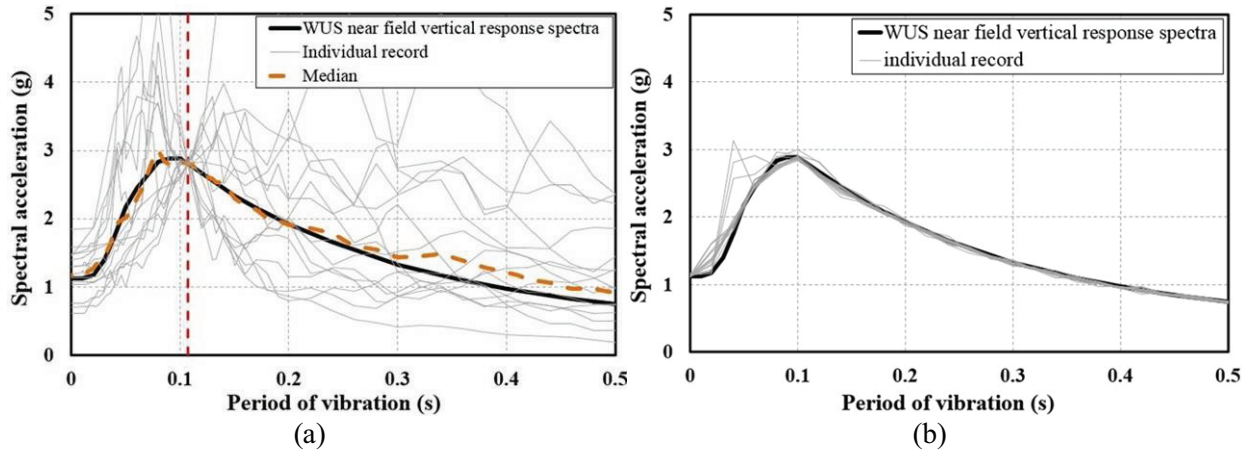 5
4
3
2
1
0
Spectral acceleration (g)
WUS near field vertical response spectra
Individual record
Median
0 0.1 0.2 0.3 0.4 0.5
Period of vibration (s)
(a)
5
4
3
2
1
0
Spectral acceleration (g)
WUS near field vertical response spectra
individual record
0 0.1 0.2 0.3 0.4 0.5
Period of vibration (s)
(b)